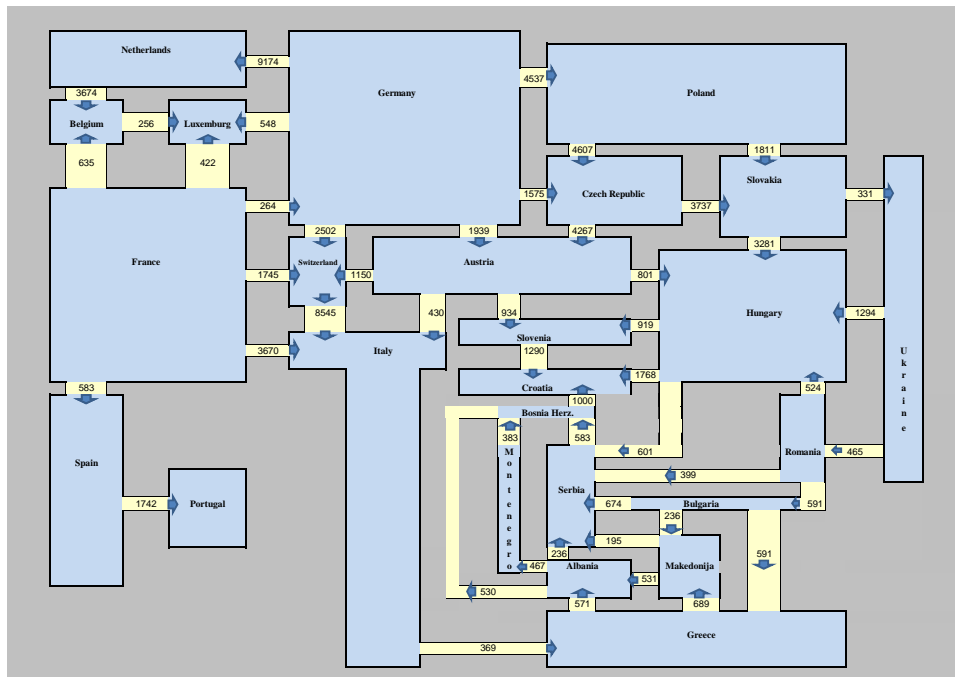 Netherlands
9174
Germany
4537
Poland
3674
Belgium
256
Luxemburg
548
635
422
4607
1811
Slovakia
1575
Czech Republic
331
3737
264
2502
1939
4267
3281
France
Switzerland
Austria
1745
1150
801
8545
430
934
919
Hungary
1294
Slovenia
3670
Italy
1290
Ukraine
1768
Croatia
583
524
1000
Bosnia Herz.
383
583
Montenegro
601
Romania
465
Spain
399
Serbia
1742
Portugal
674
Bulgaria
591
236
195
236
591
467
Albania
531
Makedonija
530
571
689
Greece
369